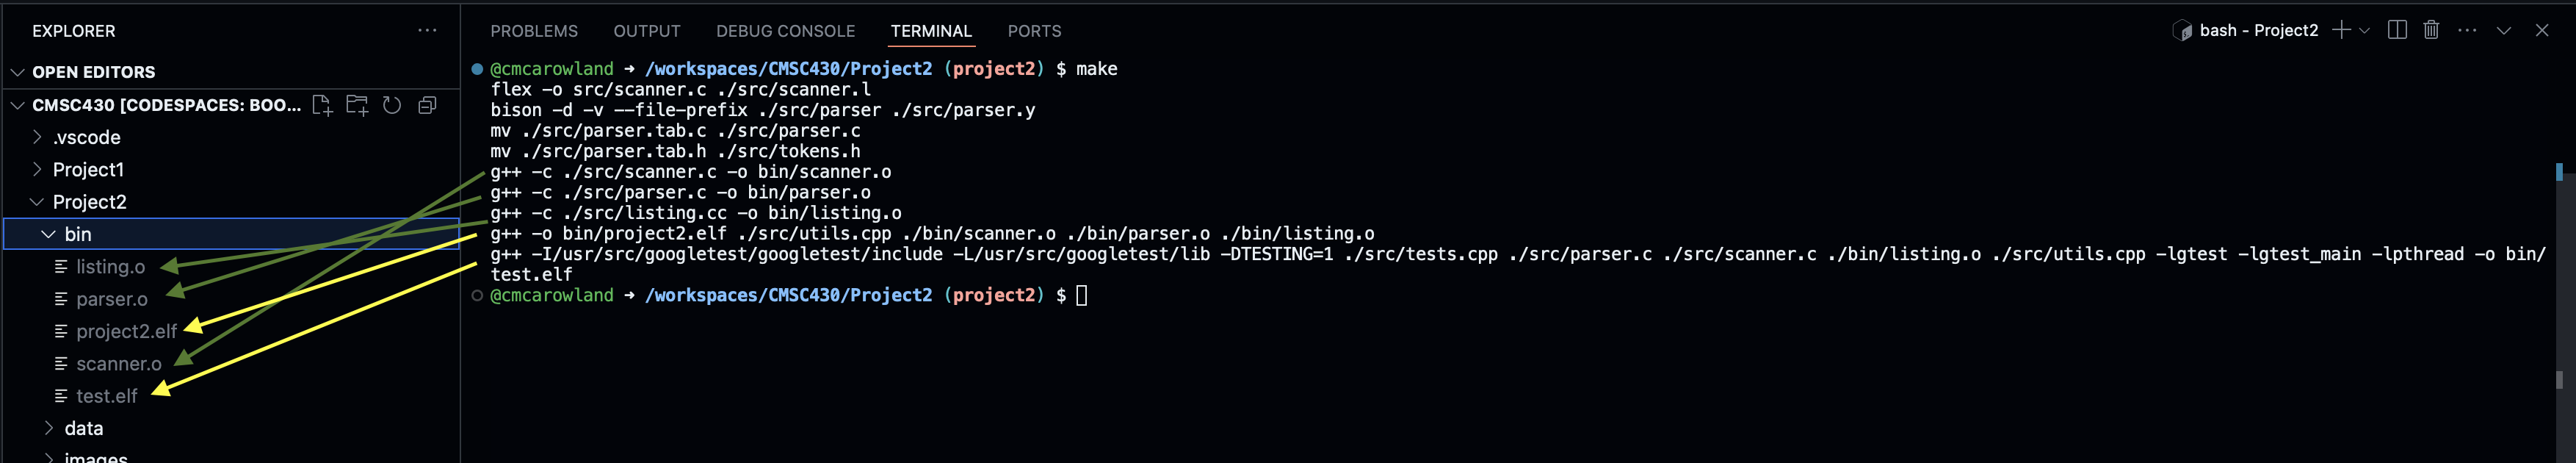 EXPLORER
OPEN EDITORS
CMSC430 [CODESPACES: BOO...
.vscode
Project1
Project2
bin
listing.o
parser.o
project2.elf
scanner.o
test.elf
data
images
PROBLEMS OUTPUT DEBUG CONSOLE TERMINAL PORTS
bash - Project2
@cmcarowland → /workspaces/CMSC430/Project2 (project2) $ make
flex -o src/scanner.c ./src/scanner.l
bison -d -v --file-prefix ./src/parser ./src/parser.y
mv ./src/parser.tab.c ./src/parser.c
mv ./src/parser.tab.h ./src/tokens.h
g++ -c ./src/scanner.c -o bin/scanner.o
g++ -c ./src/parser.c -o bin/parser.o
g++ -c ./src/listing.cc -o bin/listing.o
g++ -o bin/project2.elf ./src/utils.cpp ./bin/scanner.o ./bin/parser.o ./bin/listing.o
g++ -I/usr/src/googletest/googletest/include -L/usr/src/googletest/lib -DTESTING=1 ./src/tests.cpp ./src/parser.c ./src/scanner.c ./bin/listing.o ./src/utils.cpp -lgtest -lgtest_main -lpthread -o bin/
test.elf
@cmcarowland → /workspaces/CMSC430/Project2 (project2) $